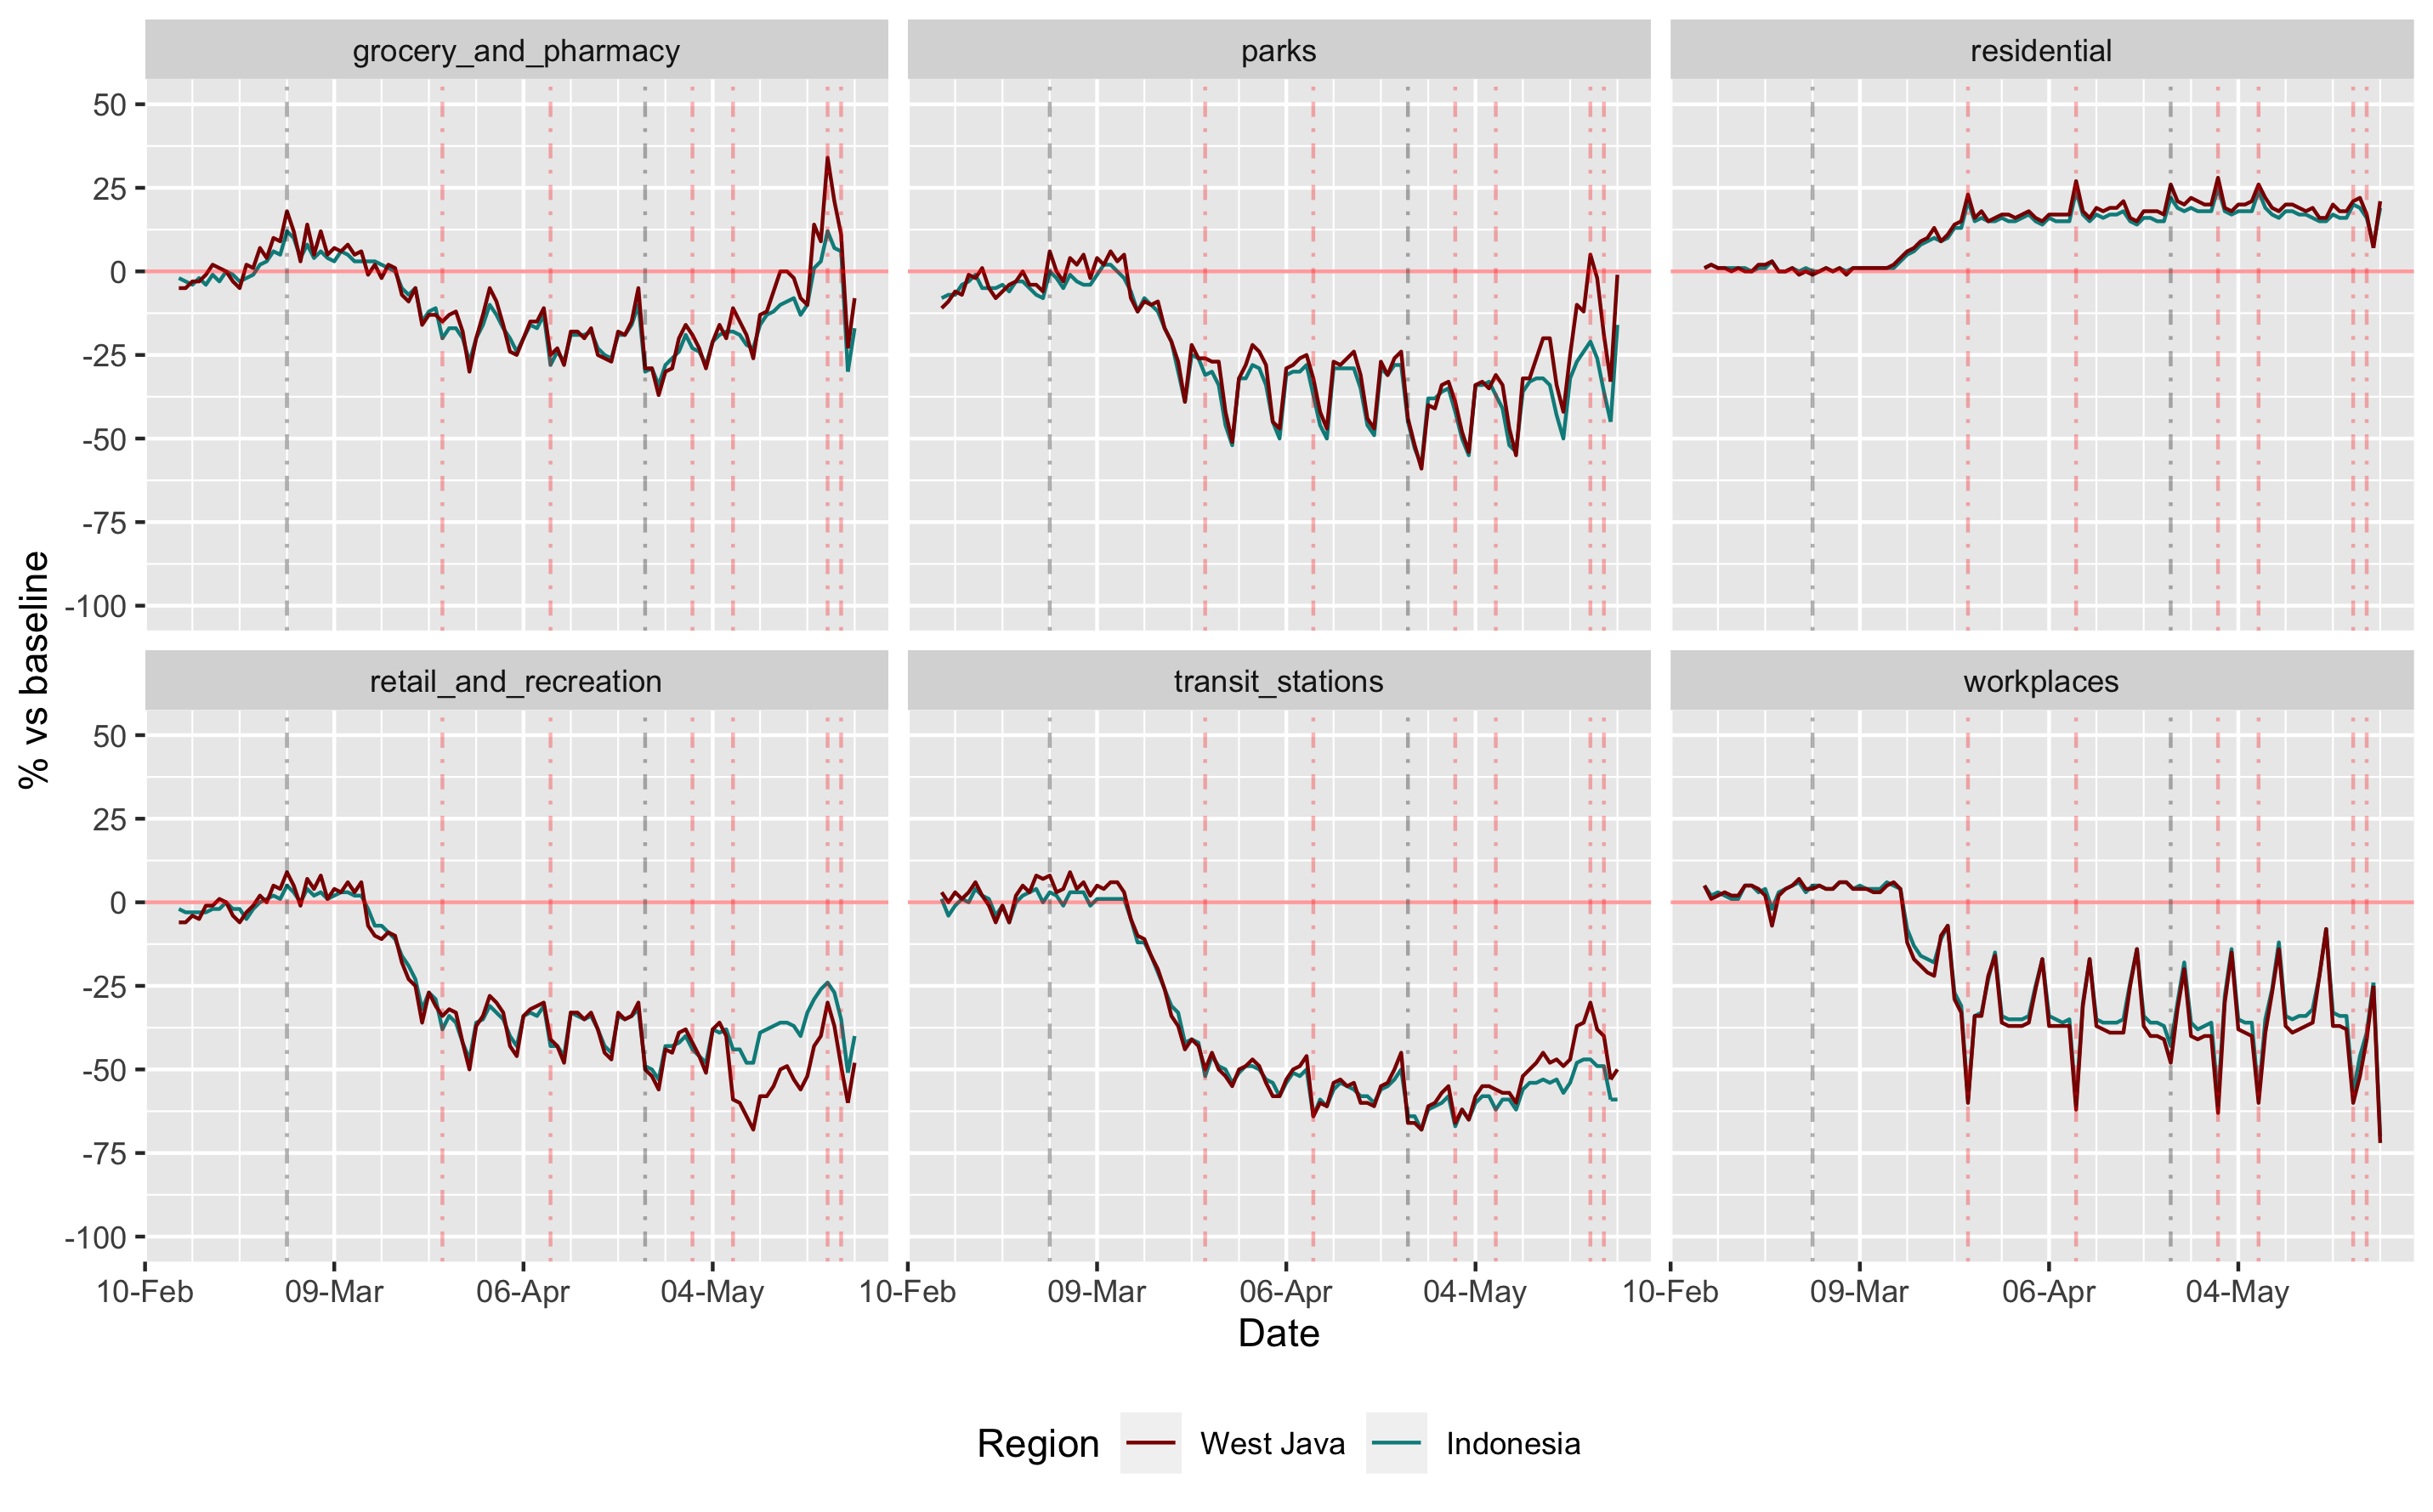 grocery_and_pharmacy parks residential
50
25
0
-25
-50
-75
-100
% vs baseline
retail_and_recreation transit_stations workplaces
50
25
0
-25
-50
-75
-100
10-Feb 09-Mar 06-Apr 04-May 10-Feb 09-Mar 06-Apr 04-May 10-Feb 09-Mar 06-Apr 04-May
Date
Region West Java Indonesia